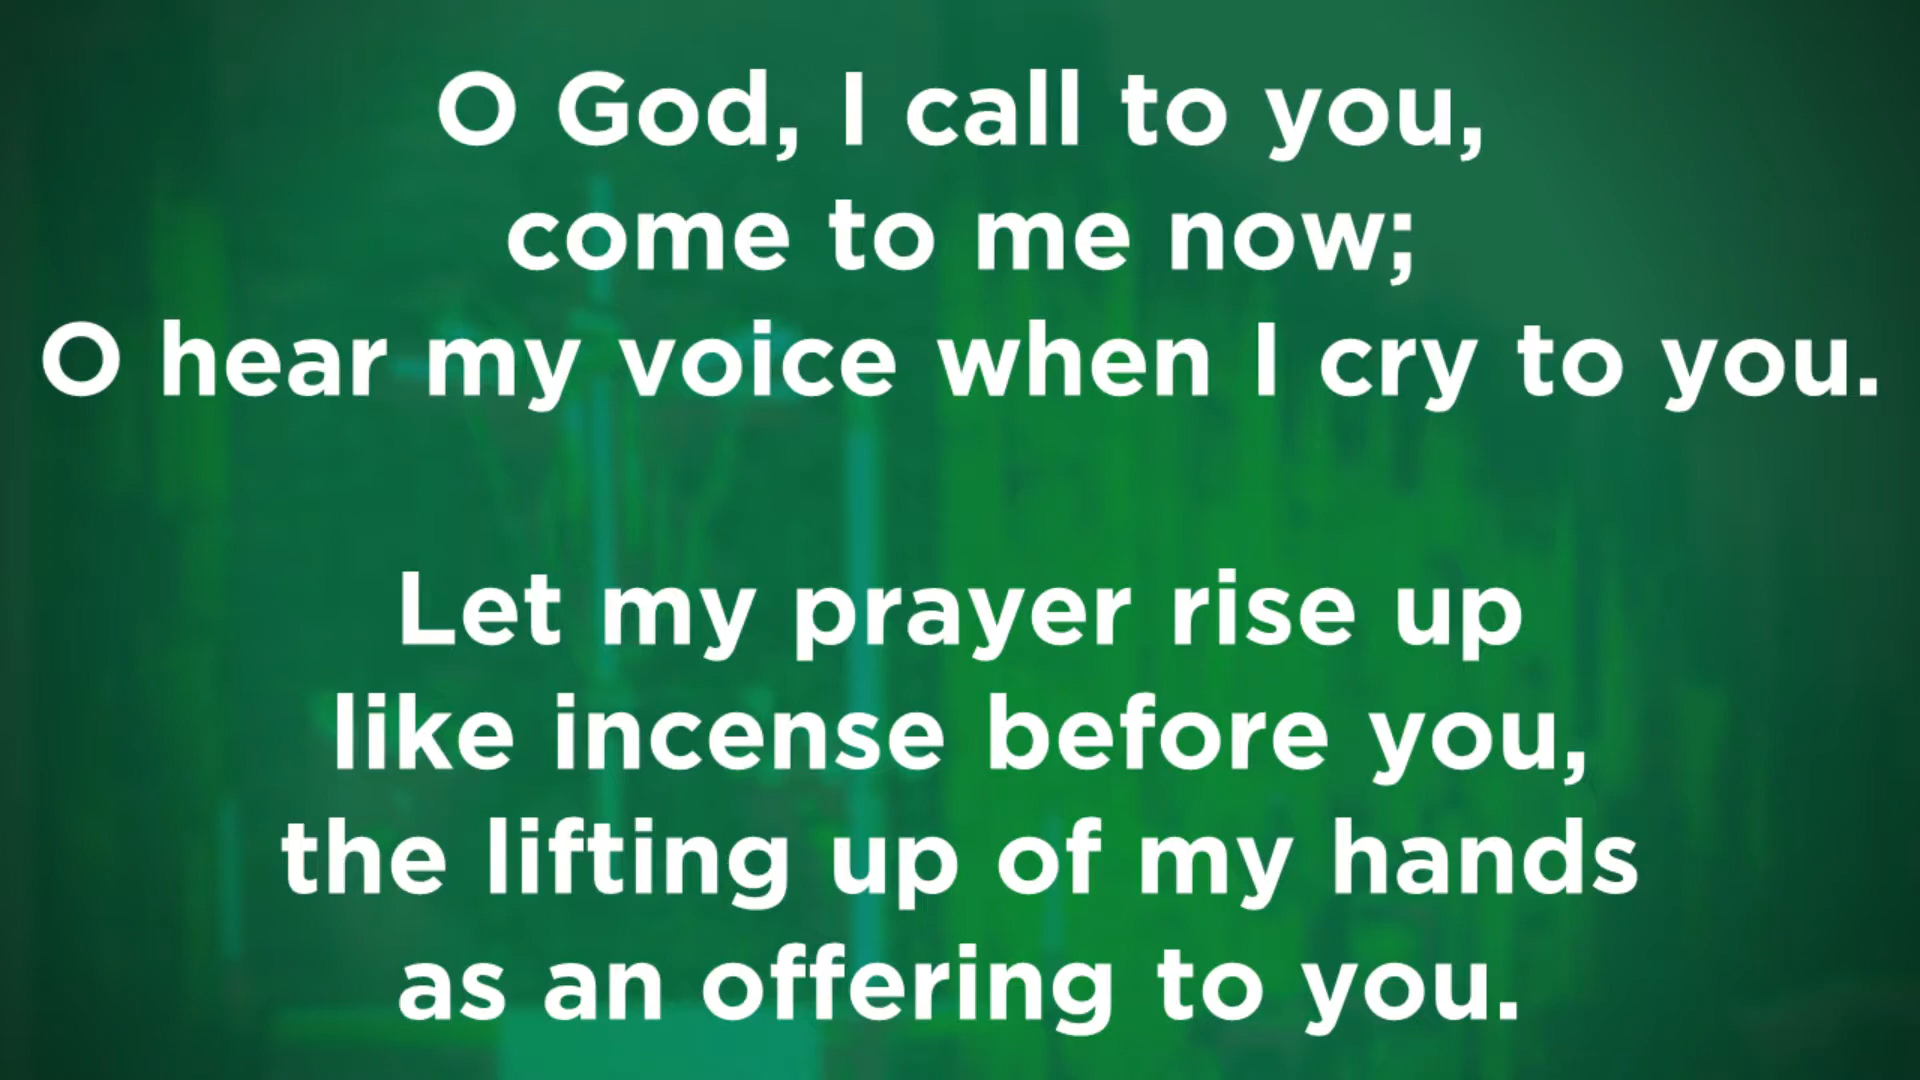 O God, I call to you,
come to me now;
O hear my voice when I cry to you.
Let my prayer rise up
like incense before you,
the lifting up of my hands
as an offering to you.